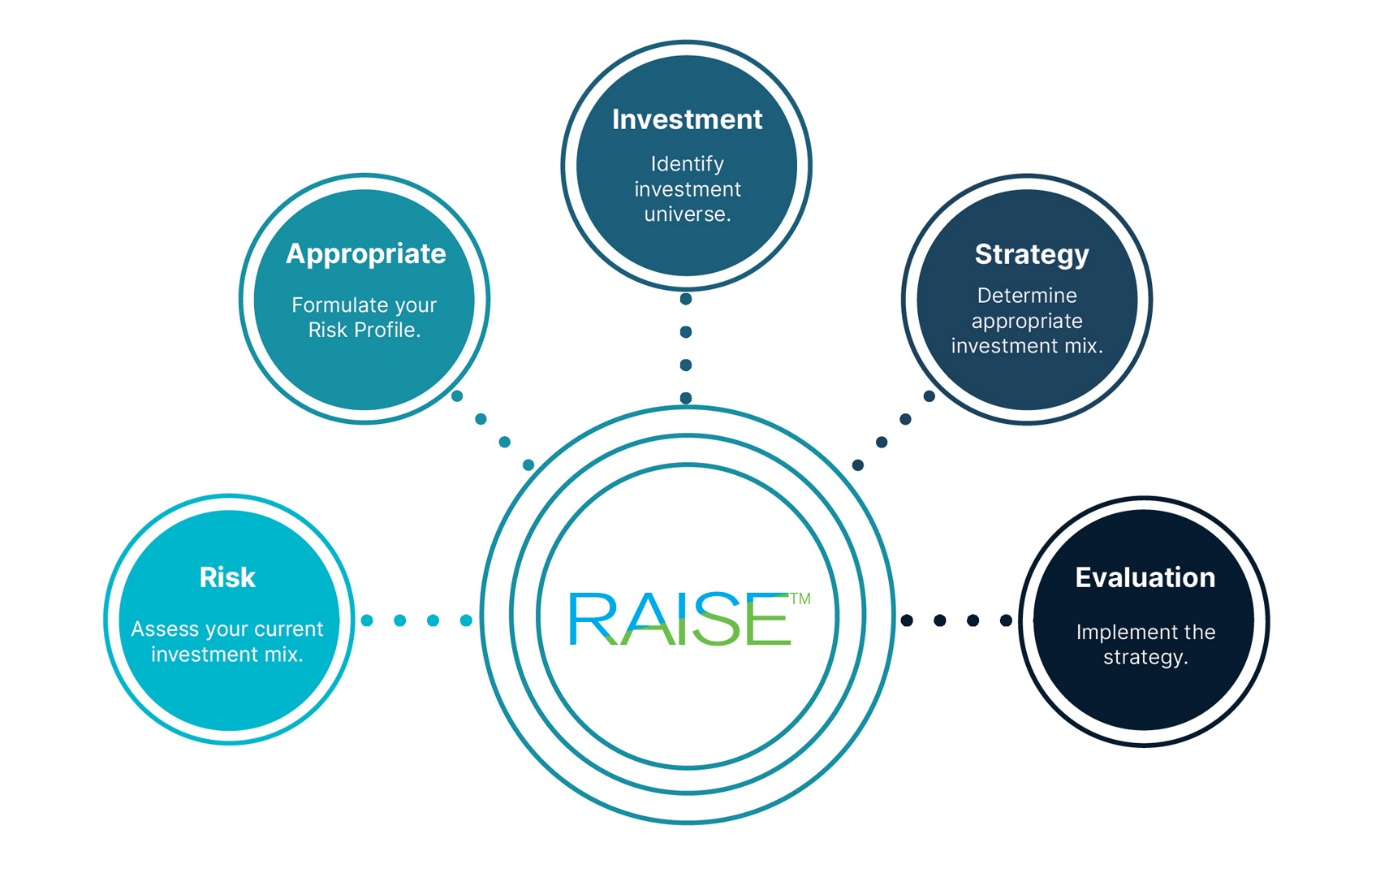 Investment
Identify
investment
universe.
Appropriate
Formulate your
Risk Profile.
Strategy
Determine
appropriate
investment mix.
Risk
Assess your current
investment mix.
RAISE™
Evaluation
Implement the
strategy.